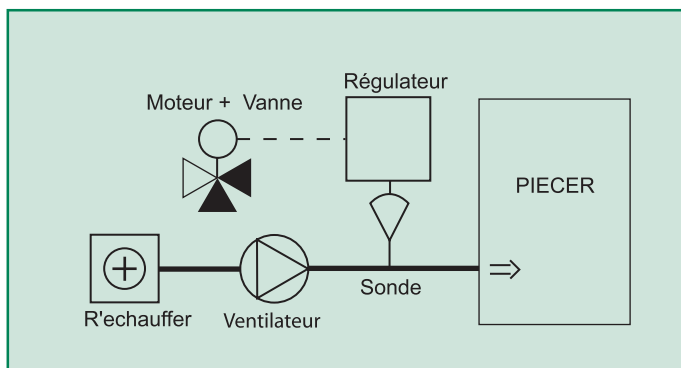 Régulateur
Moteur + Vanne
PIECER
Sonde
R'echauffer
Ventilateur